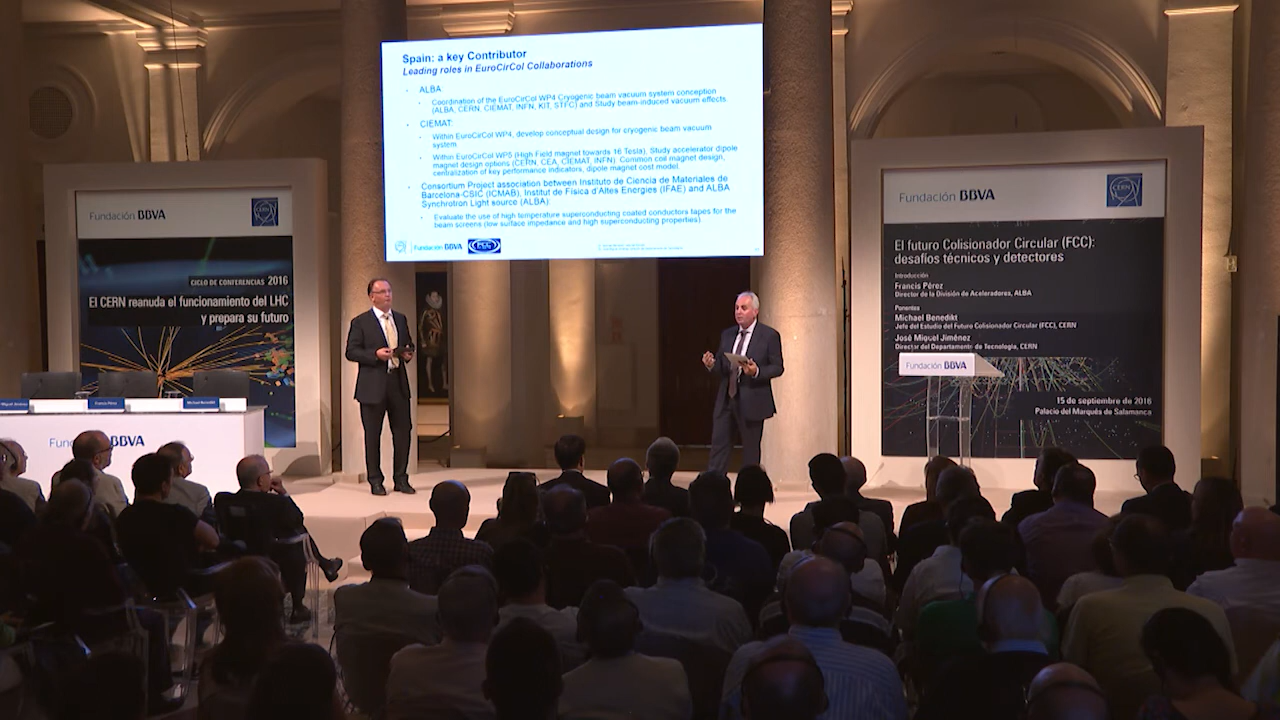 Spain: a key Contributor
Leading roles in EuroCirCol Collaborations
ALBA
Coordination of the EuroCirCol WP4 Cryogenic beam vacuum system conception
(ALBA, CERN, CIEMAT, INFN, KIT, STFC) and Study beam-induced vacuum effects
CIEMAT:
Within EuroCirCol WP4, develop conceptual design for cryogenic beam vacuum
system
Within EuroCirCol WP5 (High Field magnet towards 16 Tesla), Study accelerator dipole
magnet design options (CERN, CEA, CIEMAT, INFN). Common coil magnet design,
centralization of key performance indicators, dipole magnet cost model.
Consortium Project association between Instituto de Ciencia de Materiales de
Barcelona-CSIC (ICMAB), Institut de Física d'Altes Energies (IFAE) and ALBA
Synchrotron Light source (ALBA):
Evaluate the use of high temperature superconducting coated conductors tapes for the
beam screens (low surface impedance and high superconducting properties).
Fundación BBVA
FCC
Fundación BBVA
CERN
CICLO DE CONFERENCIAS 2016
El CERN reanuda el funcionamiento del LHC
y prepara su futuro
Francis Pérez
Michael Benedikt
Fundación BBVA
Fundación BBVA
CERN
El futuro Colisionador Circular (FCC):
desafíos técnicos y detectores
Introducción
Francis Pérez
Director de la División de Aceleradores, ALBA
Ponentes
Michael Benedikt
Jefe del Estudio del Futuro Colisionador Circular (FCC), CERN
José Miguel Jiménez
Director del Departamento de Tecnología, CERN
Fundación BBVA
15 de septiembre de 2016
Palacio del Marqués de Salamanca